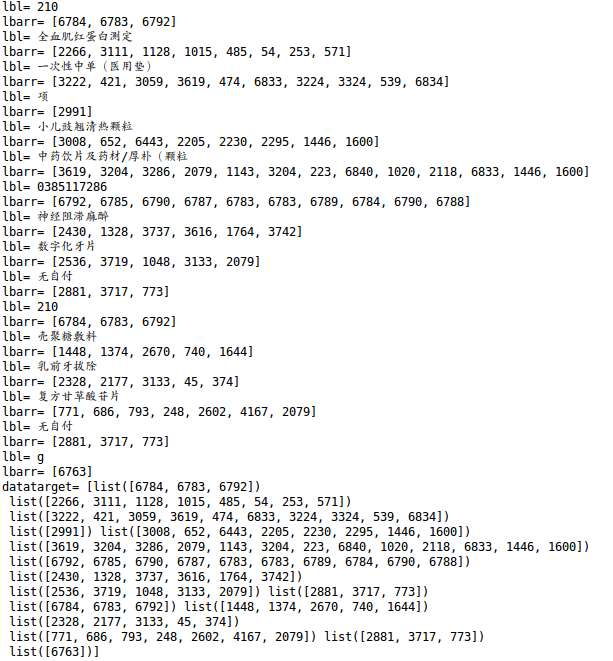 lbl= 210
lbarr= [6784, 6783, 6792]
lbl= 全血肌红蛋白测定
lbarr= [2266, 3111, 1128, 1015, 485, 54, 253, 571]
lbl= 一次性中单（医用垫）
lbarr= [3222, 421, 3059, 3619, 474, 6833, 3224, 3324, 539, 6834]
lbl= 项
lbarr= [2991]
lbl= 小儿豉翘清热颗粒
lbarr= [3008, 652, 6443, 2205, 2230, 2295, 1446, 1600]
lbl= 中药饮片及药材/厚朴（颗粒
lbarr= [3619, 3204, 3286, 2079, 1143, 3204, 223, 6840, 1020, 2118, 6833, 1446, 1600]
lbl= 0385117286
lbarr= [6792, 6785, 6790, 6787, 6783, 6783, 6789, 6784, 6790, 6788]
lbl= 神经阻滞麻醉
lbarr= [2430, 1328, 3737, 3616, 1764, 3742]
lbl= 数字化牙片
lbarr= [2536, 3719, 1048, 3133, 2079]
lbl= 无自付
lbarr= [2881, 3717, 773]
lbl= 210
lbarr= [6784, 6783, 6792]
lbl= 壳聚糖敷料
lbarr= [1448, 1374, 2670, 740, 1644]
lbl= 乳前牙拔除
lbarr= [2328, 2177, 3133, 45, 374]
lbl= 复方甘草酸苷片
lbarr= [771, 686, 793, 248, 2602, 4167, 2079]
lbl= 无自付
lbarr= [2881, 3717, 773]
lbl= g
lbarr= [6763]
datatarget= [list([6784, 6783, 6792])
list([2266, 3111, 1128, 1015, 485, 54, 253, 571])
list([3222, 421, 3059, 3619, 474, 6833, 3224, 3324, 539, 6834])
list([2991]) list([3008, 652, 6443, 2205, 2230, 2295, 1446, 1600])
list([3619, 3204, 3286, 2079, 1143, 3204, 223, 6840, 1020, 2118, 6833, 1446, 1600])
list([6792, 6785, 6790, 6787, 6783, 6783, 6789, 6784, 6790, 6788])
list([2430, 1328, 3737, 3616, 1764, 3742])
list([2536, 3719, 1048, 3133, 2079]) list([2881, 3717, 773])
list([6784, 6783, 6792]) list([1448, 1374, 2670, 740, 1644])
list([2328, 2177, 3133, 45, 374])
list([771, 686, 793, 248, 2602, 4167, 2079]) list([2881, 3717, 773])
list([6763])]